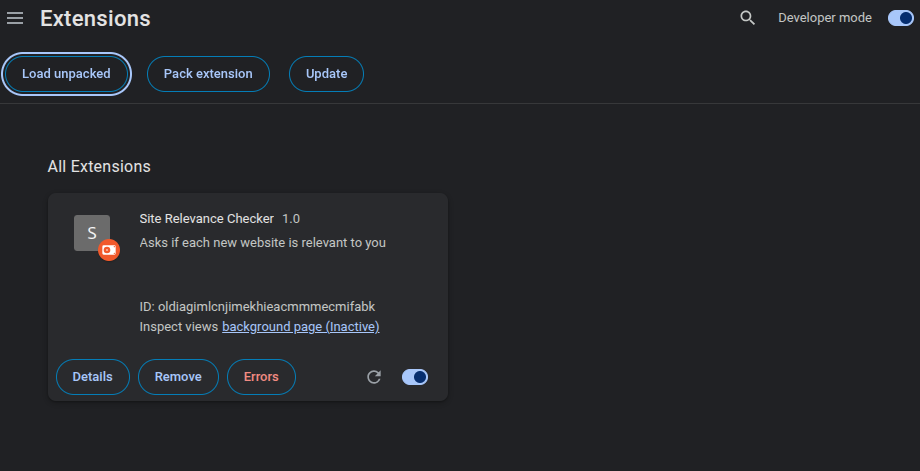 Extensions
Developer mode
Load unpacked
Pack extension
Update
All Extensions
S
Site Relevance Checker 1.0
Asks if each new website is relevant to you
ID: oldiagimlcnjimekhieacmmmecmifabk
Inspect views background page (Inactive)
Details
Remove
Errors